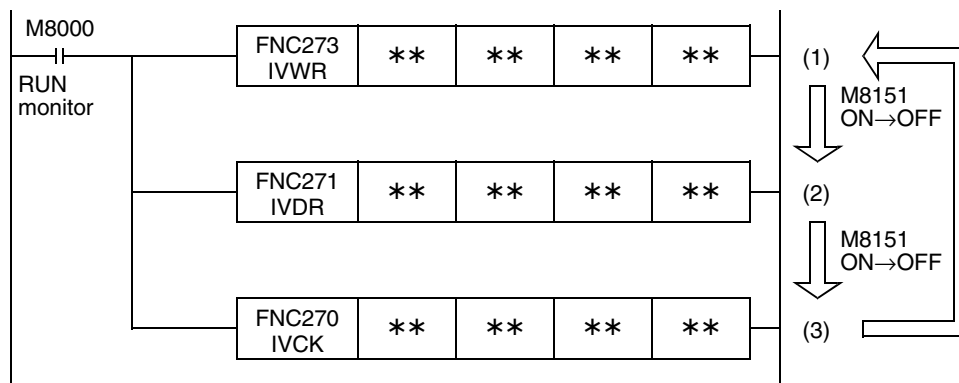 M8000
RUN
monitor
FNC273
IVWR
** ** ** **
(1)
M8151
ON→OFF
FNC271
IVDR
** ** ** **
(2)
M8151
ON→OFF
FNC270
IVCK
** ** ** **
(3)